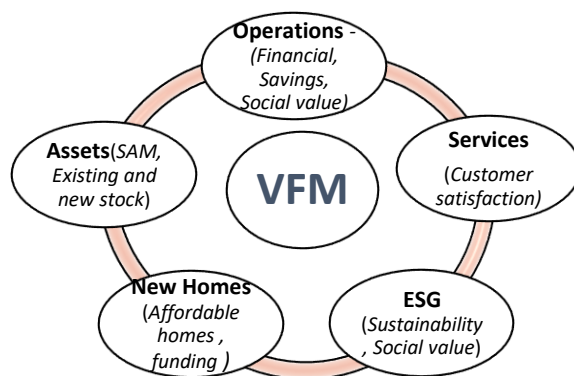 Operations -
(Financial,
Savings,
Social value)
Services
(Customer
satisfaction)
ESG
(Sustainability
, Social value)
New Homes
(Affordable
homes ,
funding )
Assets(SAM,
Existing and
new stock)
VFM